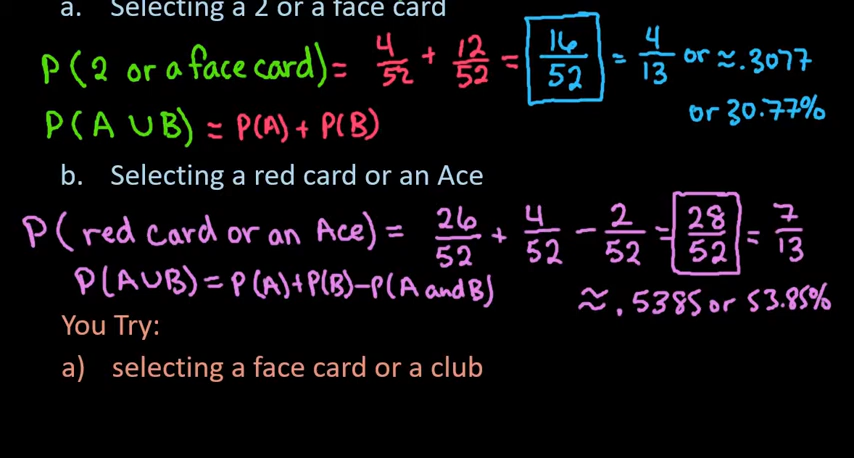 a. Selecting a 2 or a face card
P(2 or a face card) = 4/52 + 12/52 = 16/52 = 4/13 or ≈ .3077
or 30.77%
P(A ∪ B) = P(A) + P(B)
b. Selecting a red card or an Ace
P(red card or an Ace) = 26/52 + 4/52 − 2/52 = 28/52 = 7/13
P(A∪B) = P(A)+P(B)−P(A and B)
≈ .5385 or 53.85%
You Try:
a) selecting a face card or a club